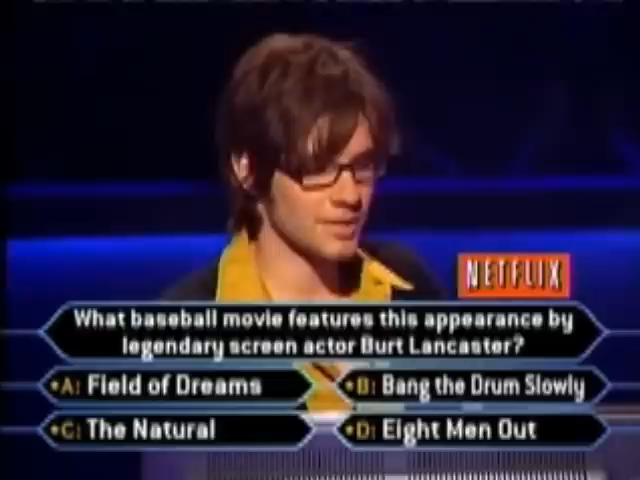 NETFLIX
What baseball movie features this appearance by
legendary screen actor Burt Lancaster?
A: Field of Dreams
B: Bang the Drum Slowly
C: The Natural
D: Eight Men Out